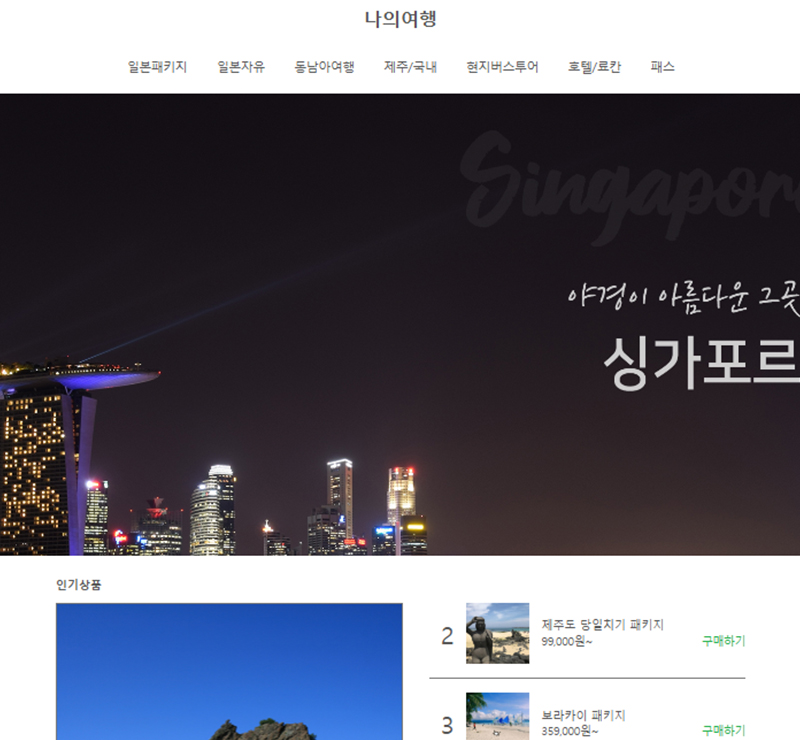 나의여행
일본패키지 일본자유 동남아여행 제주/국내 현지버스투어 호텔/료칸 패스
Singapor
야경이 아름다운 그곳
싱가포르
인기상품
2
제주도 당일치기 패키지
99,000원~
구매하기
3
보라카이 패키지
359,000원~
구매하기